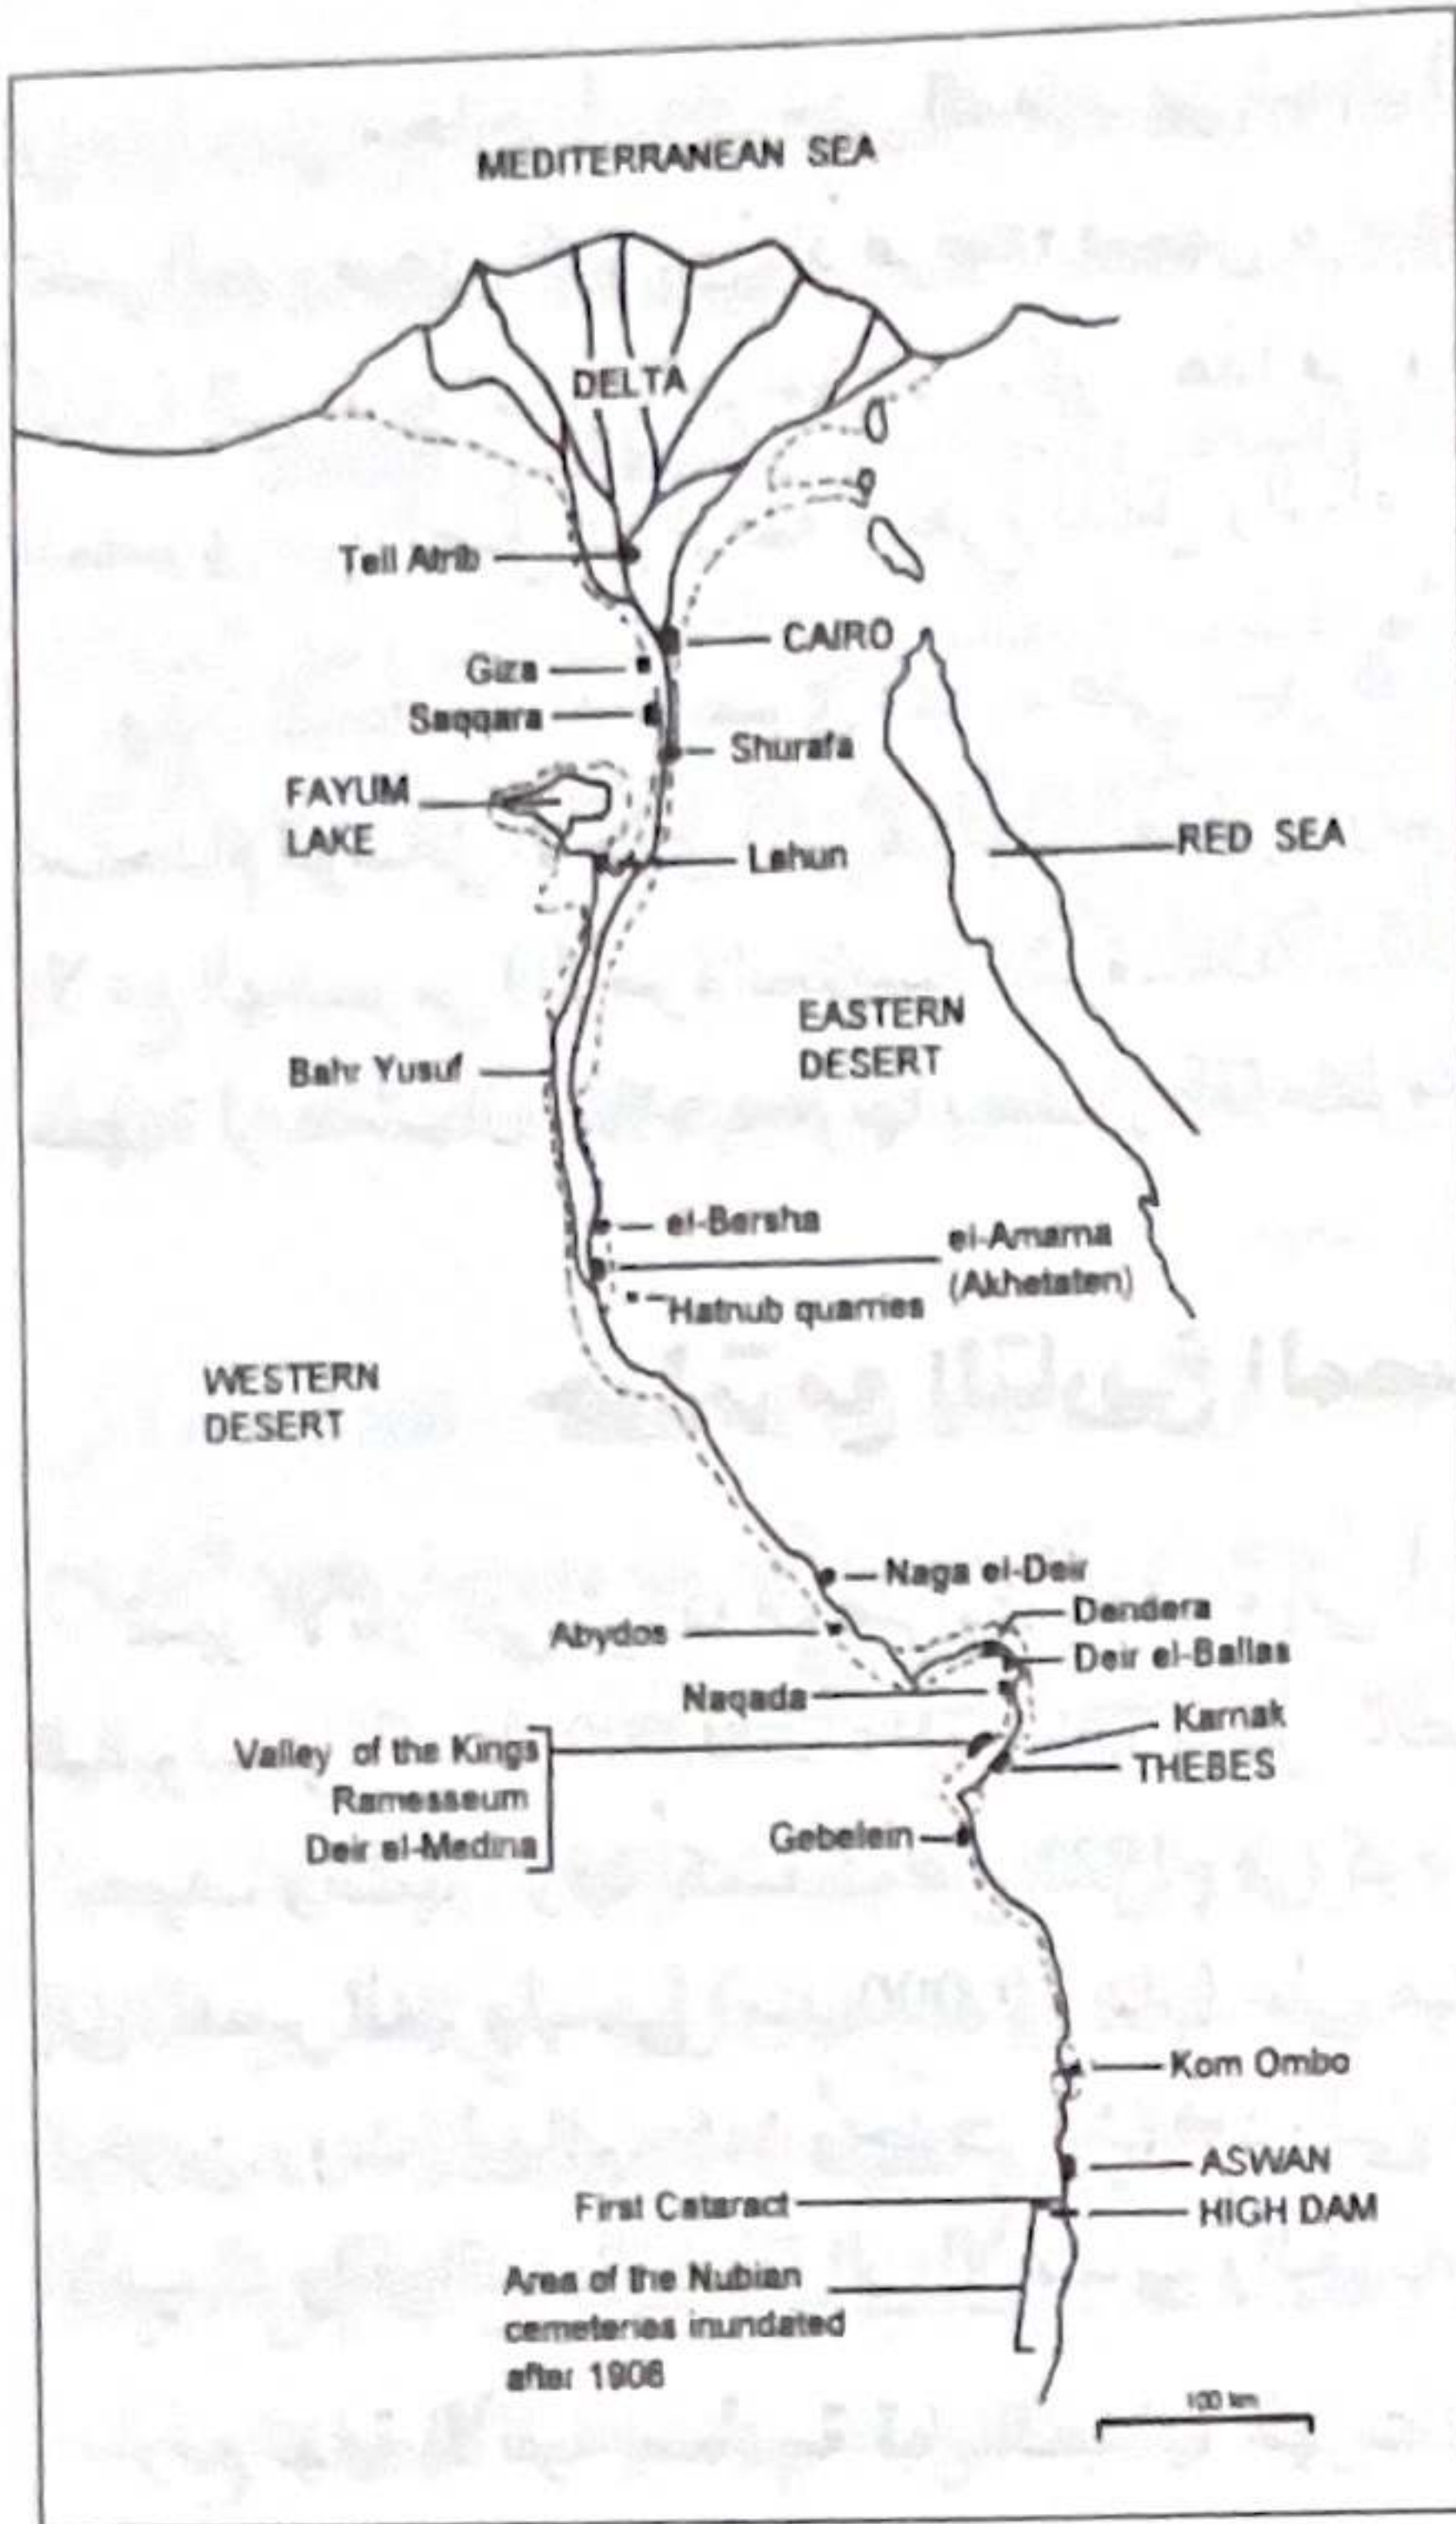 MEDITERRANEAN SEA
DELTA
Tell Atrib
CAIRO
Giza
Saqqara
Shurafa
FAYUM
LAKE
RED SEA
Lahun
EASTERN
DESERT
Bahr Yusuf
el-Bersha
el-Amarna
(Akhetaten)
Hatnub quarries
WESTERN
DESERT
Naga el-Deir
Dendera
Abydos
Deir el-Ballas
Naqada
Karnak
Valley of the Kings
THEBES
Ramesseum
Gebelein
Deir el-Medina
Kom Ombo
ASWAN
First Cataract
HIGH DAM
Area of the Nubian
cemeteries inundated
after 1908
100 km